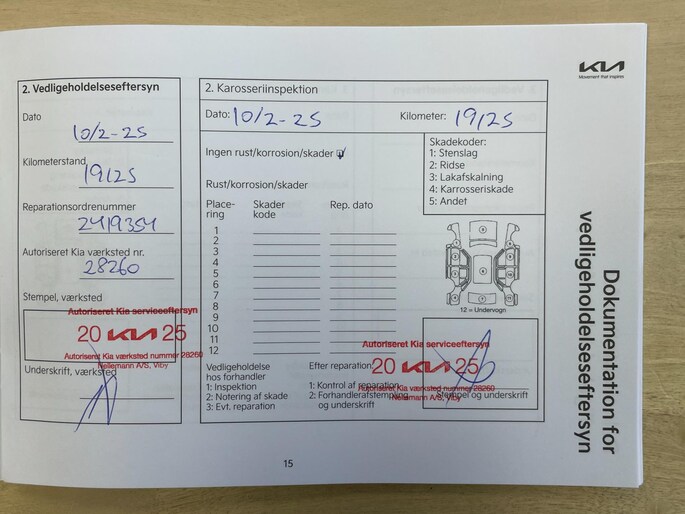 KIA
Movement that inspires
Dokumentation for
vedligeholdelseseftersyn
2. Vedligeholdelseseftersyn
Dato
10/2-25
Kilometerstand
19125
Reparationsordrenummer
2419354
Autoriseret Kia værksted nr.
28260
Stempel, værksted
Autoriseret Kia serviceeftersyn
20 KIA 25
Autoriseret Kia værksted nummer 28260
Nellemann A/S, Viby
Underskrift, værksted
2. Karosseriinspektion
Dato: 10/2-25
Kilometer: 19125
Ingen rust/korrosion/skader
Rust/korrosion/skader
Skadekoder:
1: Stenslag
2: Ridse
3: Lakafskalning
4: Karrosseriskade
5: Andet
Place-
ring
Skader
kode
Rep. dato
1
2
3
4
5
6
7
8
9
10
11
12
12 = Undervogn
Vedligeholdelse
hos forhandler
1: Inspektion
2: Notering af skade
3: Evt. reparation
Efter reparation:
1: Kontrol af reparation
2: Forhandlerafstempling
og underskrift
Autoriseret Kia serviceeftersyn
20 KIA 25
Autoriseret Kia værksted nummer 28260
Nellemann A/S, Viby
Stempel og underskrift
15